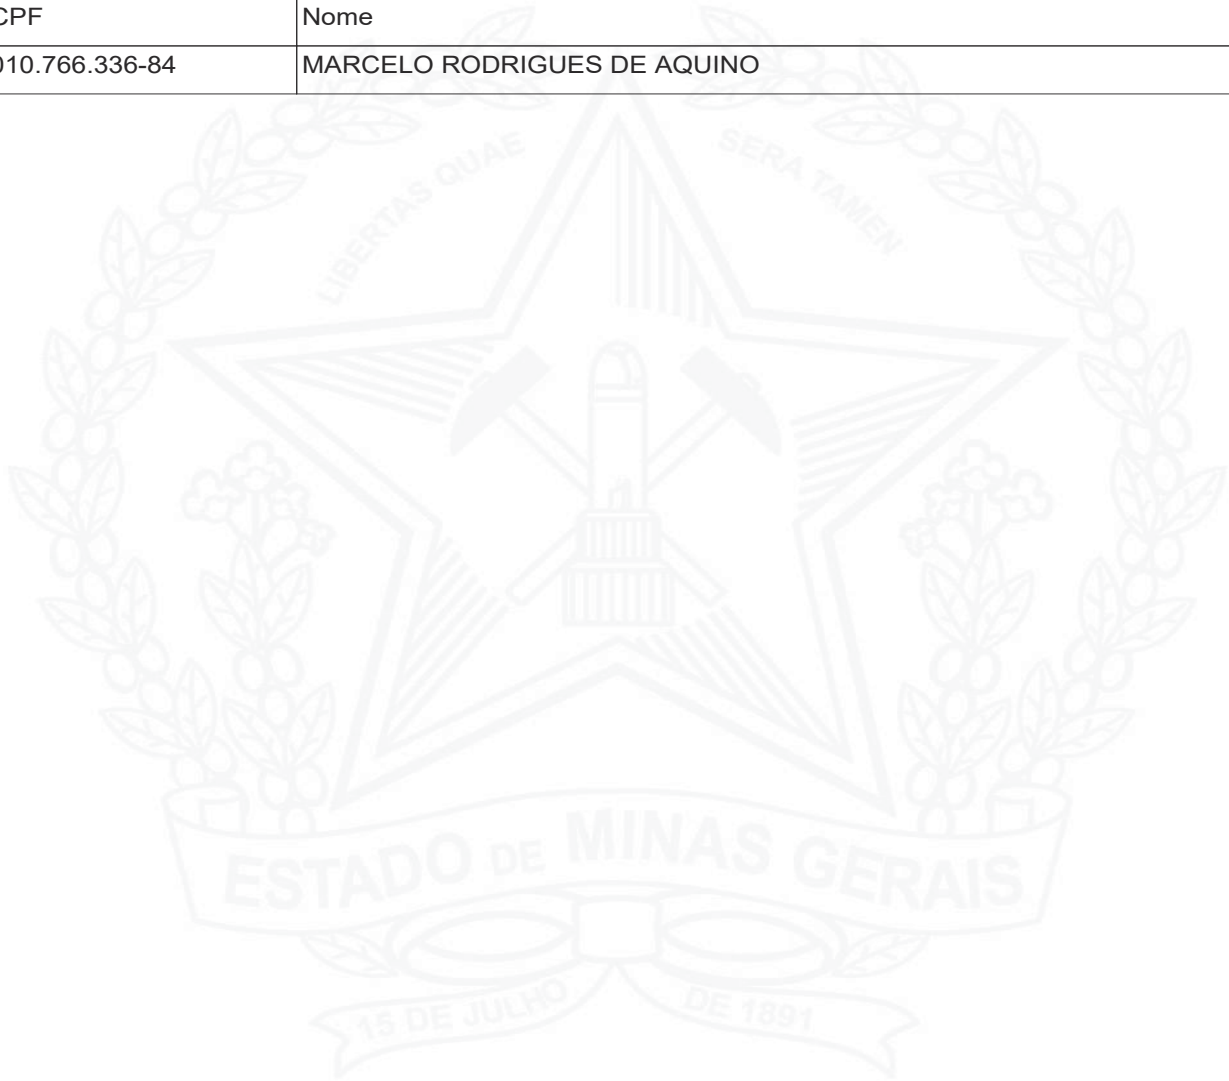 CPF Nome
010.766.336-84 MARCELO RODRIGUES DE AQUINO
LIBERTAS QUAE SERA TAMEN
ESTADO DE MINAS GERAIS
15 DE JULHO DE 1891